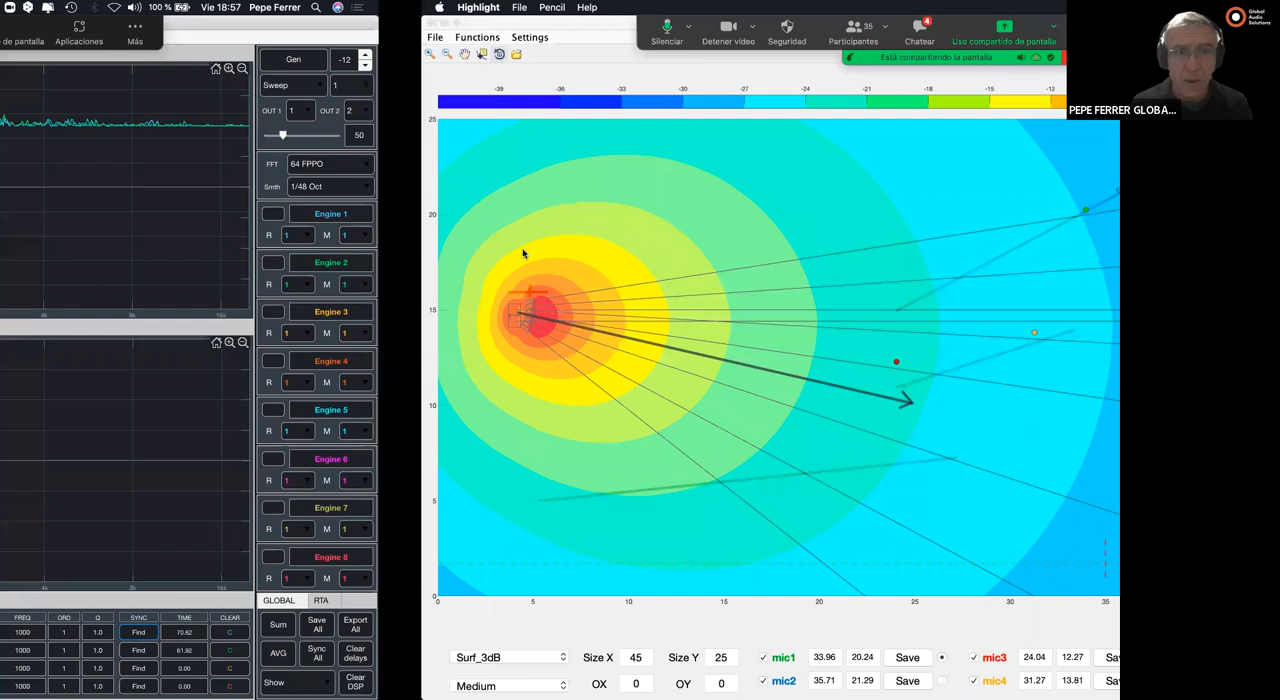 Vie 18:57 Pepe Ferrer
100 %
de pantalla Aplicaciones Más
Gen -12
Sweep 1
OUT 1 1 OUT 2 2
50
FFT 64 FPPO
Smth 1/48 Oct
Engine 1
R 1 M 1
Engine 2
R 1 M 1
Engine 3
R 1 M 1
Engine 4
R 1 M 1
Engine 5
R 1 M 1
Engine 6
R 1 M 1
Engine 7
R 1 M 1
Engine 8
R 1 M 1
GLOBAL RTA
Sum Save All Export All
AVG Sync All Clear delays
Show Clear DSP
4k 8k 16k
4k 8k 16k
FREQ ORD Q SYNC TIME CLEAR
1000 1 1.0 Find 70.62 C
1000 1 1.0 Find 61.92 C
1000 1 1.0 Find 0.00 C
1000 1 1.0 Find 0.00 C
Highlight File Pencil Help
File Functions Settings
Silenciar Detener vídeo Seguridad Participantes 35 Chatear 4 Uso compartido de pantalla
Está compartiendo la pantalla
-39 -36 -33 -30 -27 -24 -21 -18 -15 -12
25
20
15
10
5
0
0 5 10 15 20 25 30 35
Surf_3dB Size X 45 Size Y 25 mic1 33.96 20.24 Save mic3 24.04 12.27
Medium OX 0 OY 0 mic2 35.71 21.29 Save mic4 31.27 13.81
Global
Audio
Solutions
PEPE FERRER GLOBA...